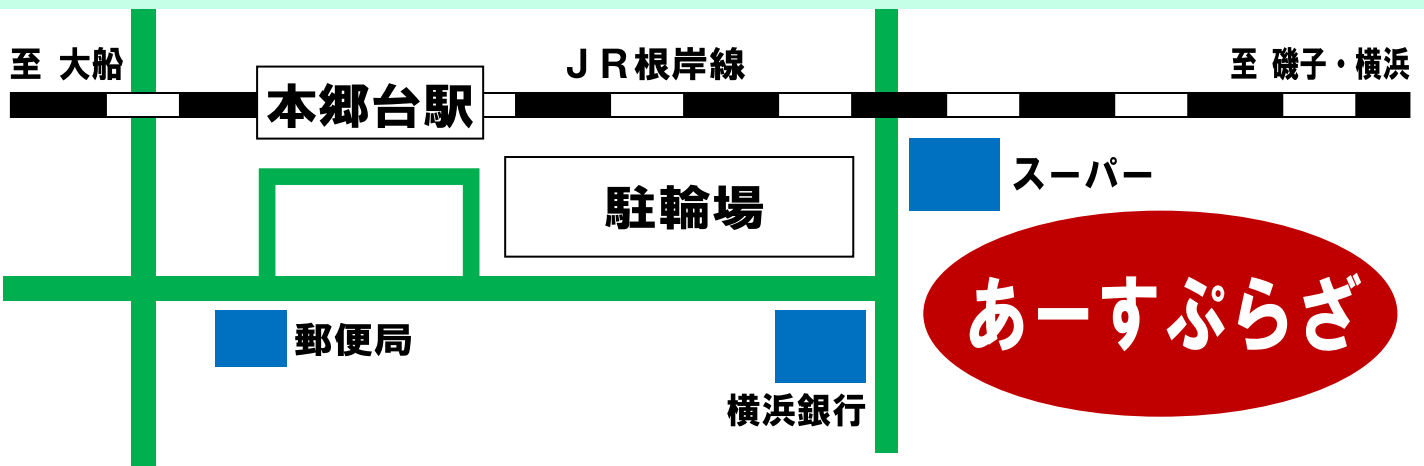 至 大船
ＪＲ根岸線
至 磯子・横浜
本郷台駅
スーパー
駐輪場
あーすぷらざ
郵便局
横浜銀行